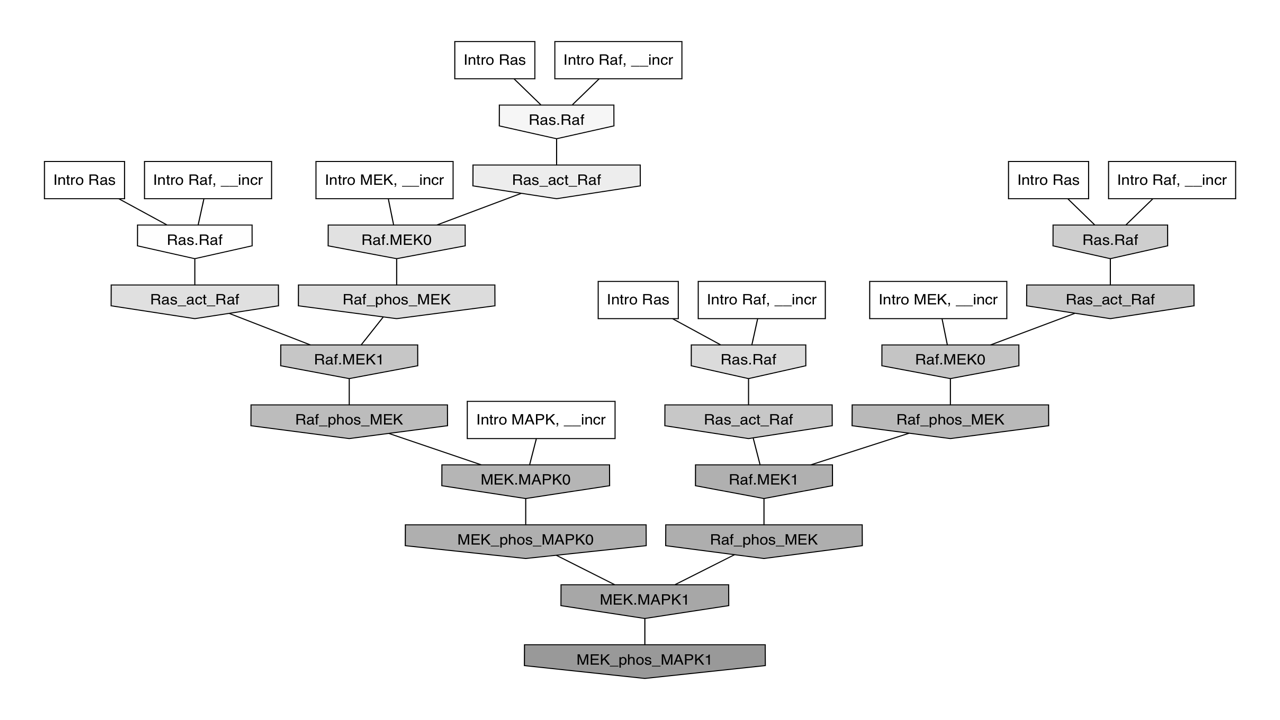 Intro Ras
Intro Raf, __incr
Ras.Raf
Intro Ras
Intro Raf, __incr
Intro MEK, __incr
Ras_act_Raf
Intro Ras
Intro Raf, __incr
Ras.Raf
Raf.MEK0
Ras.Raf
Ras_act_Raf
Raf_phos_MEK
Intro Ras
Intro Raf, __incr
Intro MEK, __incr
Ras_act_Raf
Raf.MEK1
Ras.Raf
Raf.MEK0
Raf_phos_MEK
Intro MAPK, __incr
Ras_act_Raf
Raf_phos_MEK
MEK.MAPK0
Raf.MEK1
MEK_phos_MAPK0
Raf_phos_MEK
MEK.MAPK1
MEK_phos_MAPK1